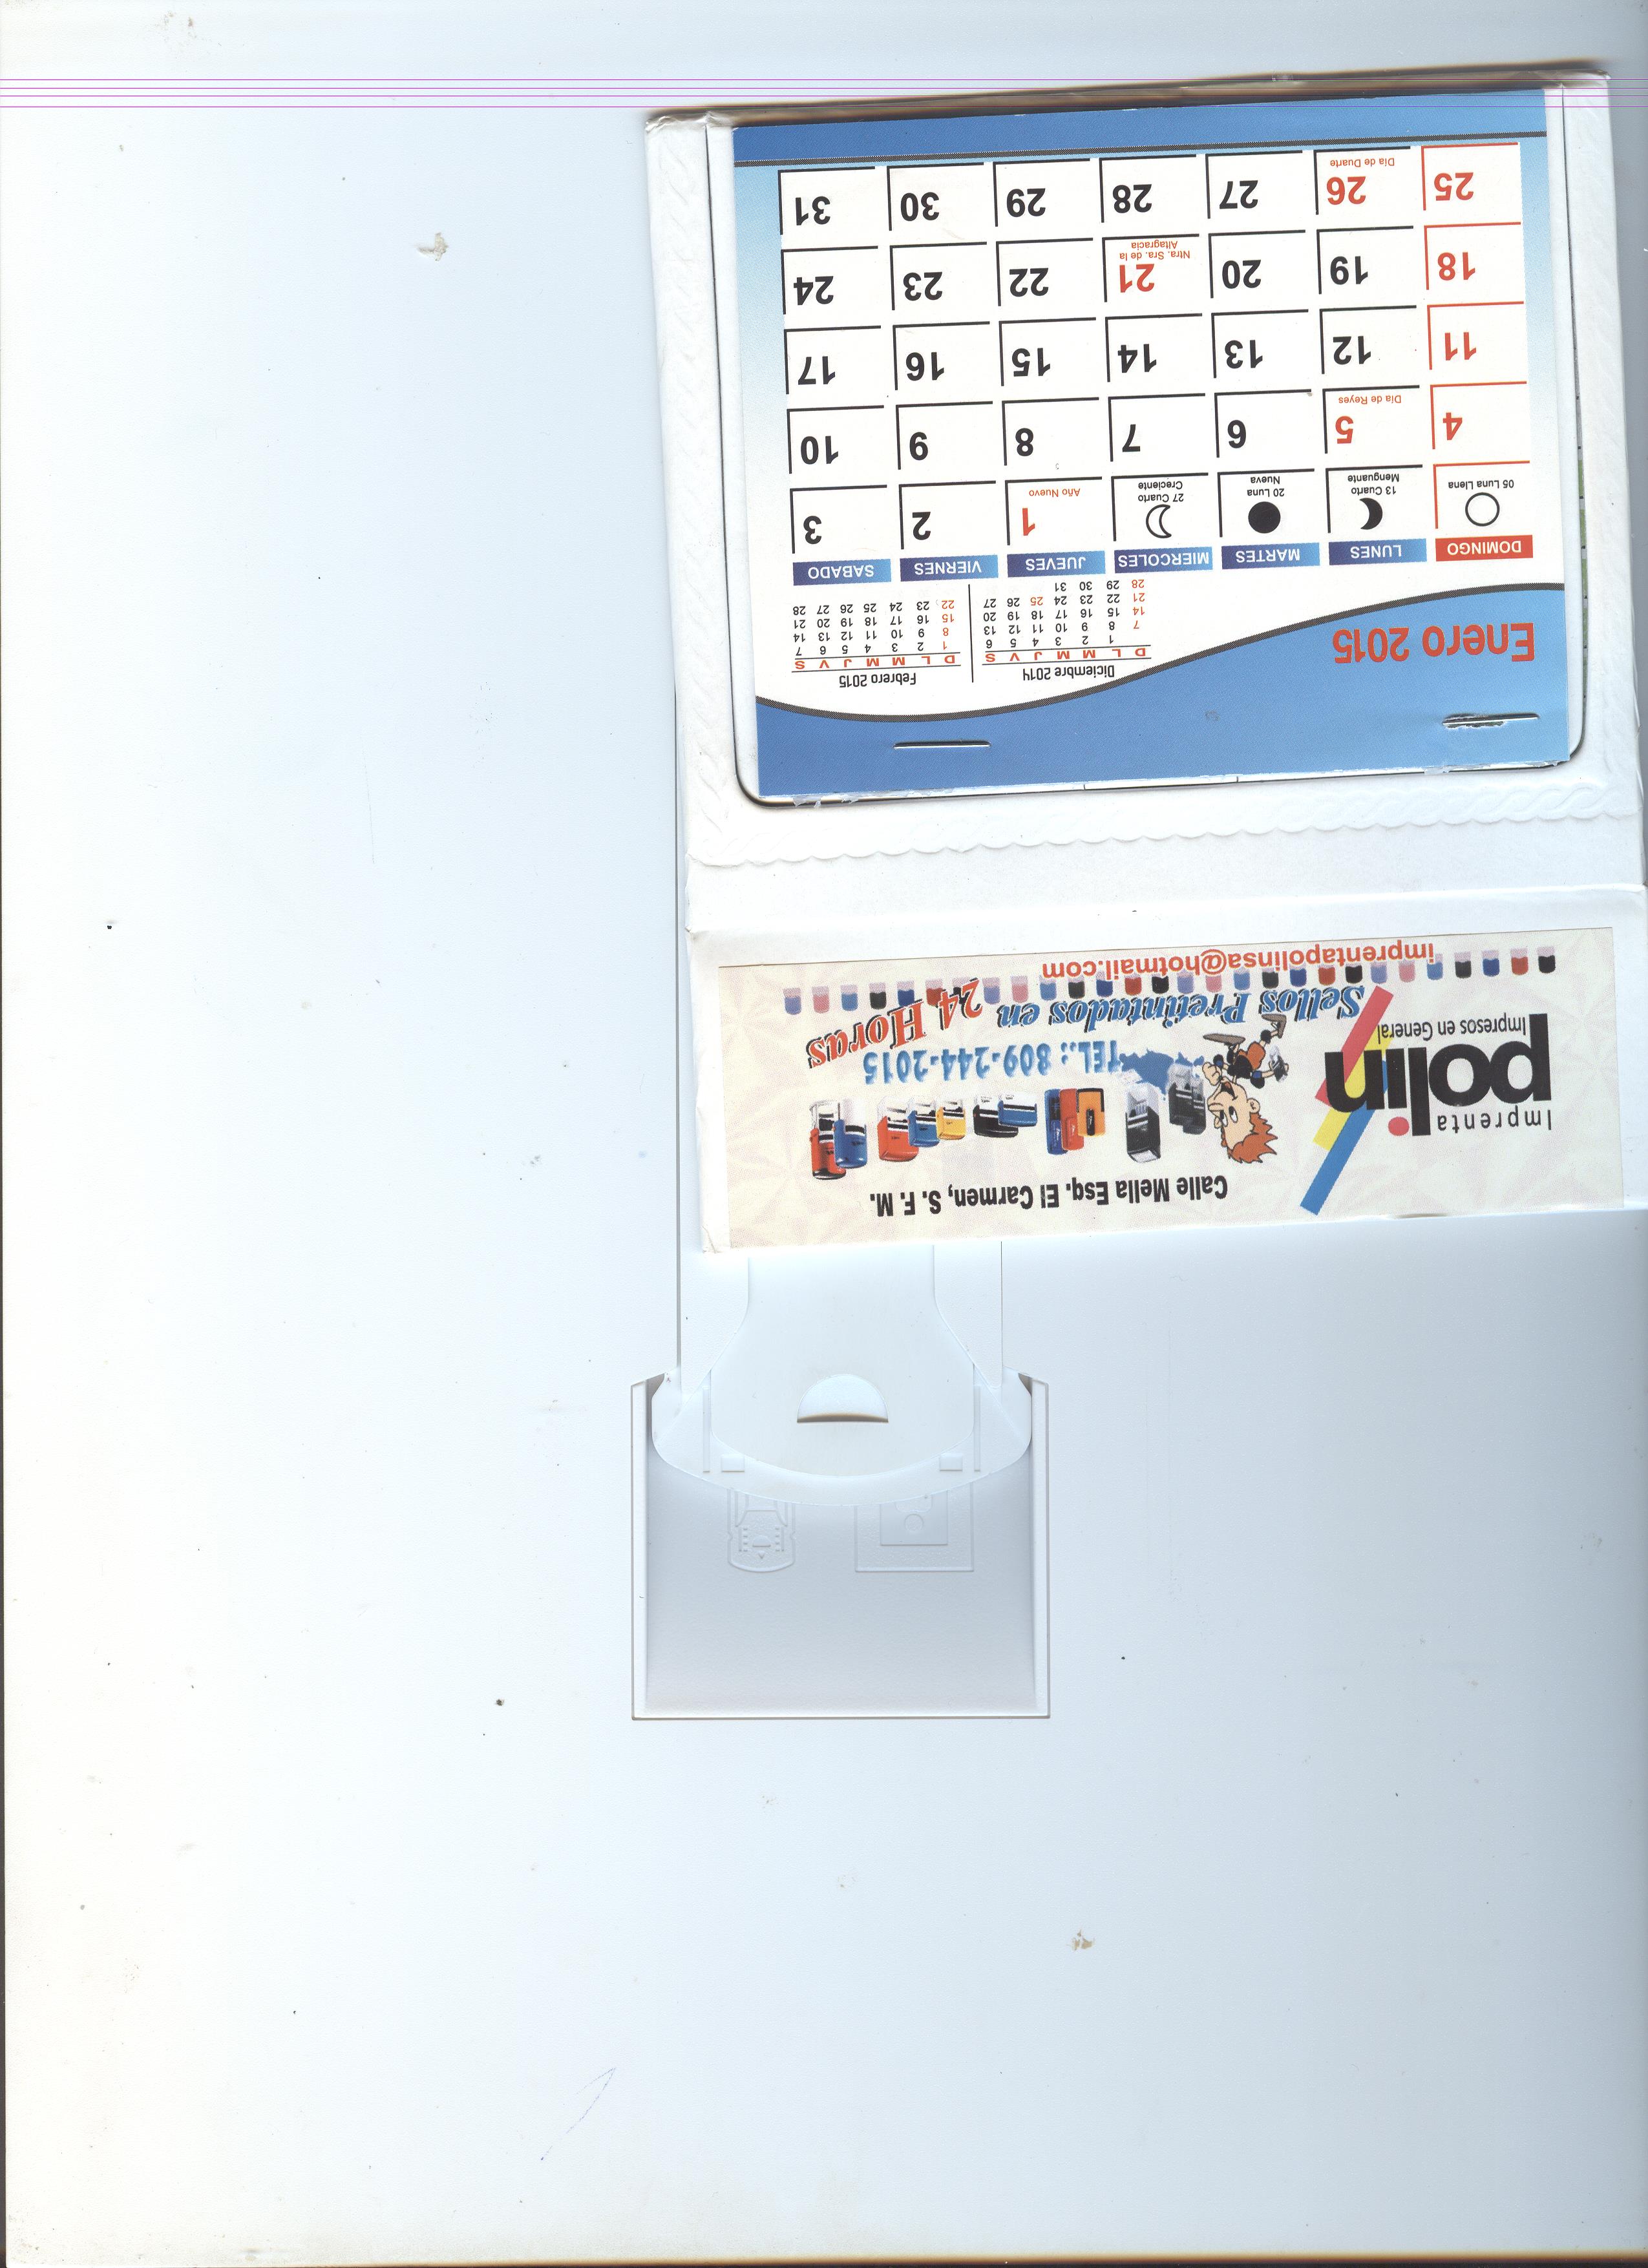 Calle Mella Esq. El Carmen, S. F. M.
Imprenta
polin
Impresos en General
TEL.: 809-244-2015
Sellos Pretintados en 24 Horas
imprentapolinsa@hotmail.com
Enero 2015
Diciembre 2014
D L M M J V S
1 2 3 4 5 6
7 8 9 10 11 12 13
14 15 16 17 18 19 20
21 22 23 24 25 26 27
28 29 30 31
Febrero 2015
D L M M J V S
1 2 3 4 5 6 7
8 9 10 11 12 13 14
15 16 17 18 19 20 21
22 23 24 25 26 27 28
DOMINGO LUNES MARTES MIERCOLES JUEVES VIERNES SABADO
05 Luna Llena
13 Cuarto
Menguante
20 Luna
Nueva
27 Cuarto
Creciente
1 2 3
Año Nuevo
4 5 6 7 8 9 10
Día de Reyes
11 12 13 14 15 16 17
18 19 20 21 22 23 24
Ntra. Sra. de la
Altagracia
25 26 27 28 29 30 31
Día de Duarte